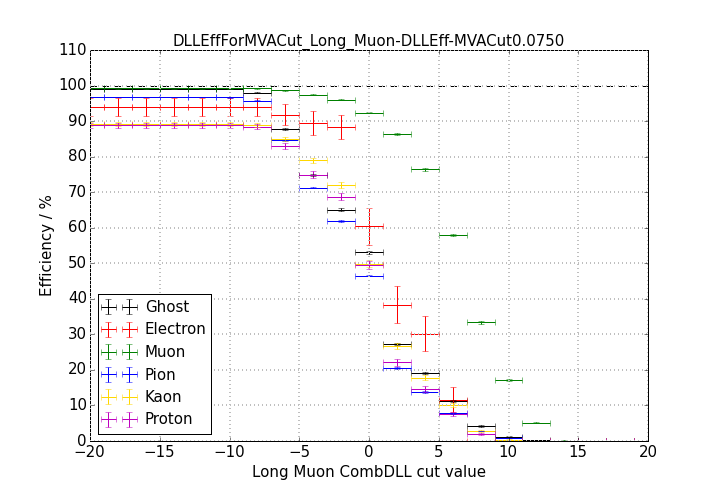 DLLEffForMVACut_Long_Muon-DLLEff-MVACut0.0750
110
100
90
80
70
60
50
40
30
20
10
0
Efficiency / %
Ghost
Electron
Muon
Pion
Kaon
Proton
−20 −15 −10 −5 0 5 10 15 20
Long Muon CombDLL cut value